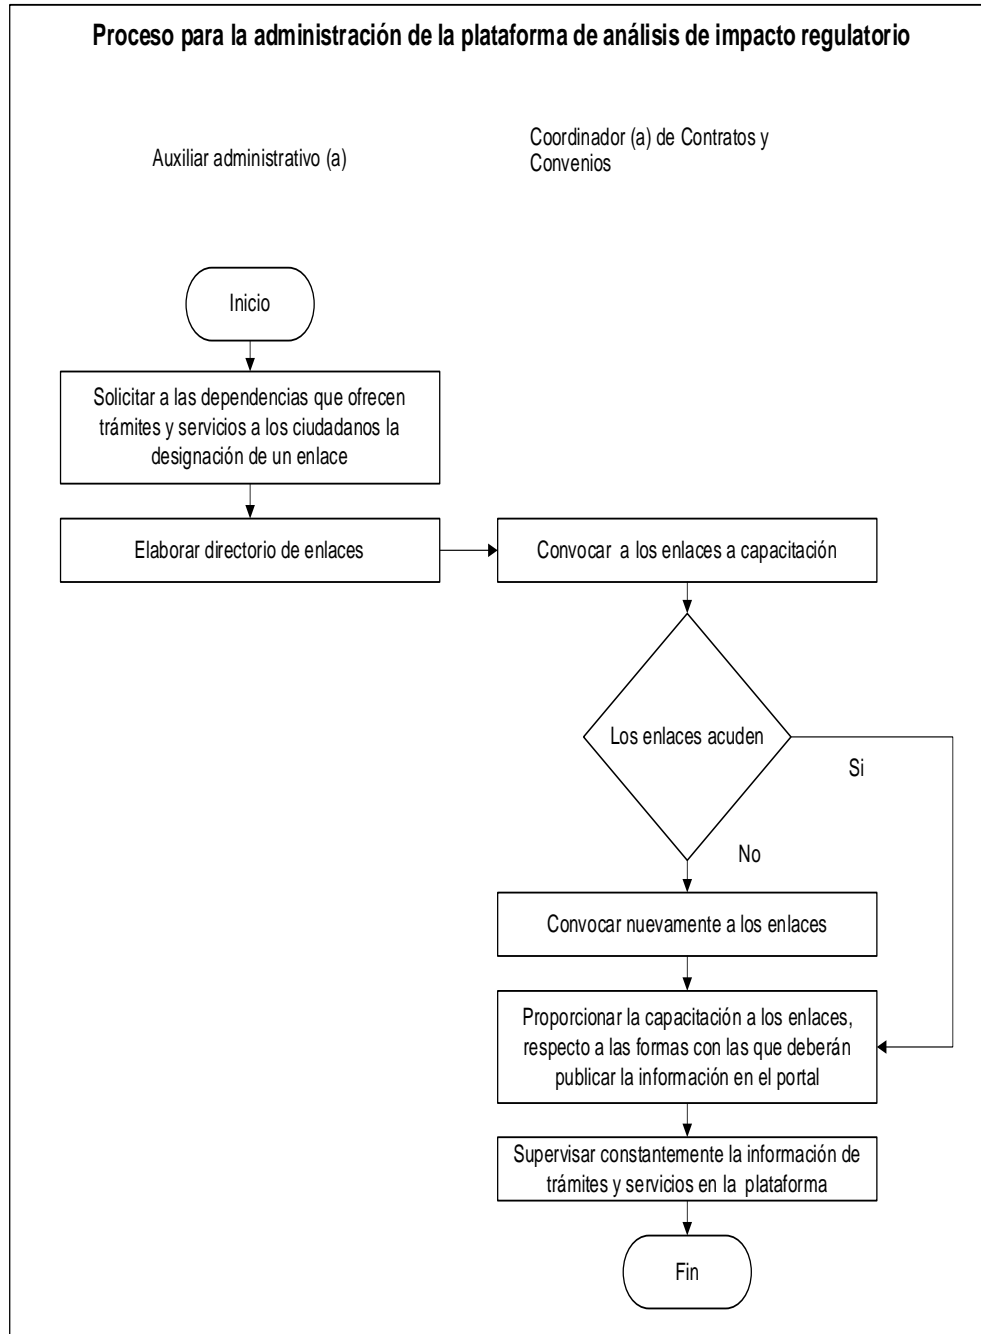 Proceso para la administración de la plataforma de análisis de impacto regulatorio
Auxiliar administrativo (a)
Coordinador (a) de Contratos y
Convenios
Inicio
Solicitar a las dependencias que ofrecen
trámites y servicios a los ciudadanos la
designación de un enlace
Elaborar directorio de enlaces
Convocar a los enlaces a capacitación
Los enlaces acuden
Si
No
Convocar nuevamente a los enlaces
Proporcionar la capacitación a los enlaces,
respecto a las formas con las que deberán
publicar la información en el portal
Supervisar constantemente la información de
trámites y servicios en la plataforma
Fin